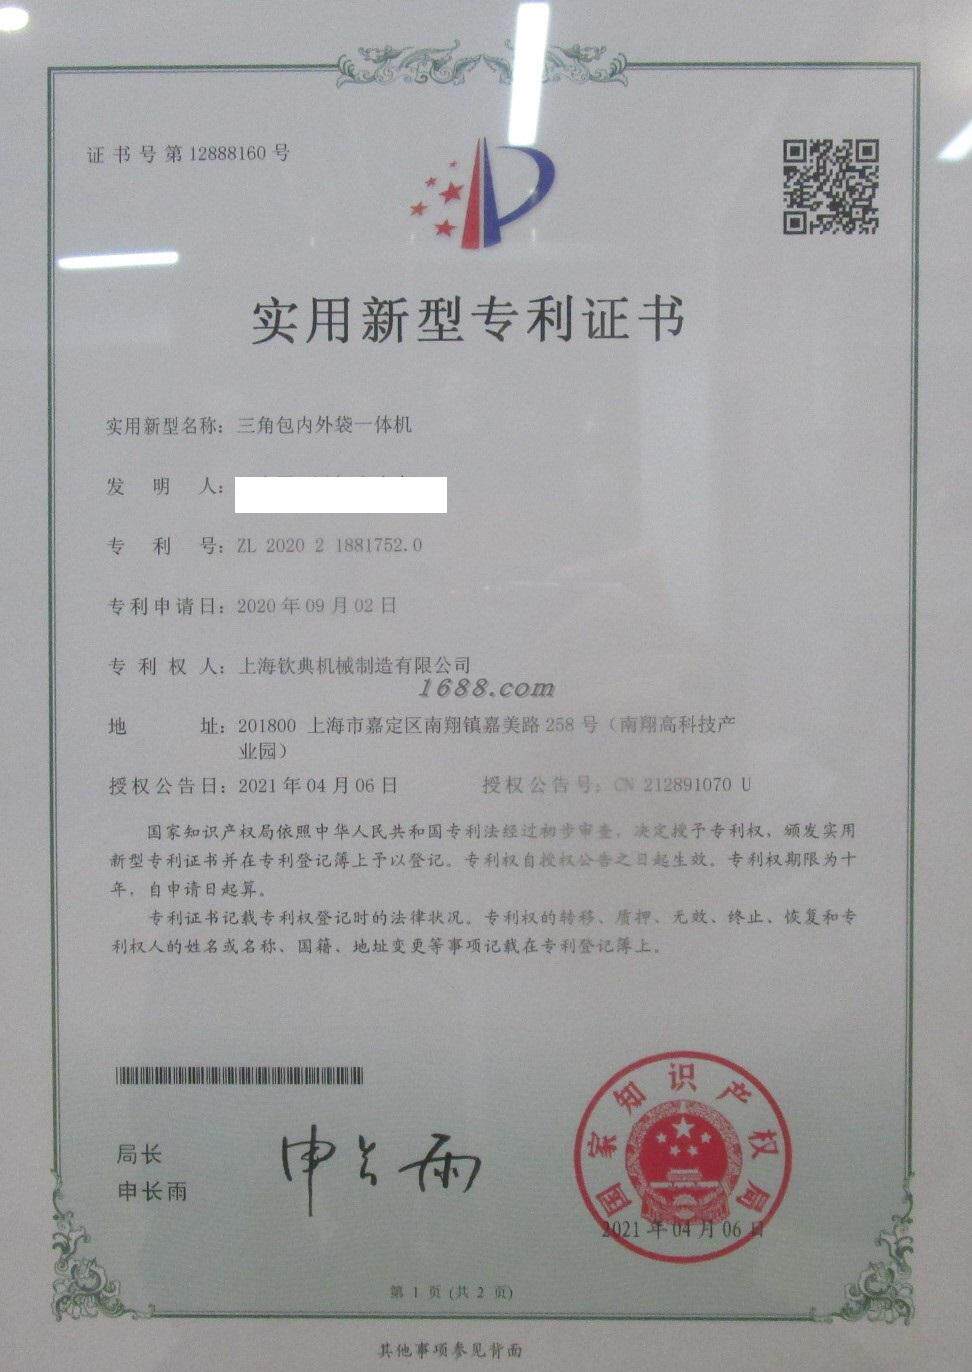 证书号第12888160号
实用新型专利证书
实用新型名称：三角包内外袋一体机
发明人：
专利号：ZL 2020 2 1881752.0
专利申请日：2020年09月02日
专利权人：上海钦典机械制造有限公司
1688.com
地址：201800 上海市嘉定区南翔镇嘉美路258号（南翔高科技产
业园）
授权公告日：2021年04月06日 授权公告号：CN 212891070 U
国家知识产权局依照中华人民共和国专利法经过初步审查，决定授予专利权，颁发实用
新型专利证书并在专利登记簿上予以登记。专利权自授权公告之日起生效。专利权期限为十
年，自申请日起算。
专利证书记载专利权登记时的法律状况。专利权的转移、质押、无效、终止、恢复和专
利权人的姓名或名称、国籍、地址变更等事项记载在专利登记簿上。
局长
申长雨
申长雨
国家知识产权局
2021年04月06日
第 1 页 (共 2 页)
其他事项参见背面